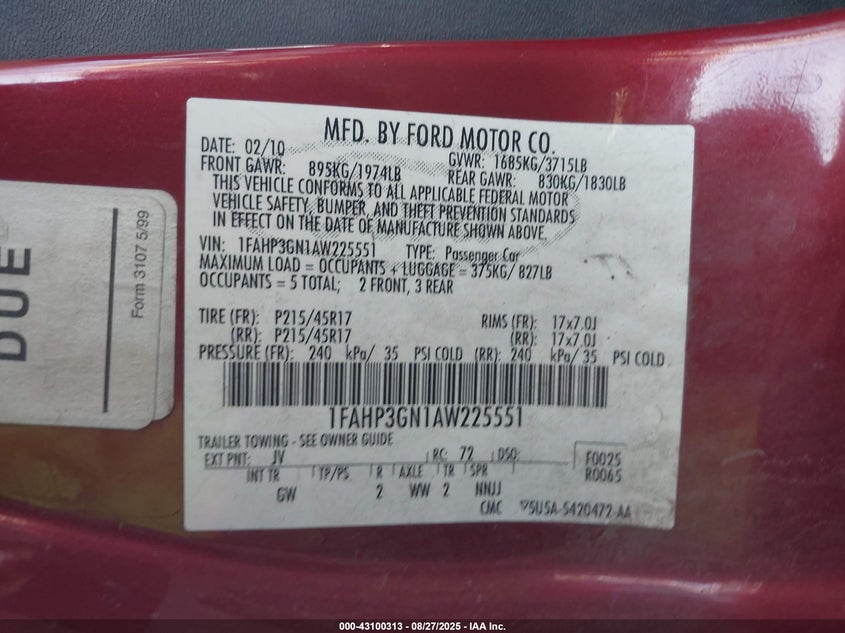 MFD. BY FORD MOTOR CO.
DATE: 02/10 GVWR: 1685KG/3715LB
FRONT GAWR: 895KG/1974LB REAR GAWR: 830KG/1830LB
THIS VEHICLE CONFORMS TO ALL APPLICABLE FEDERAL MOTOR
VEHICLE SAFETY, BUMPER, AND THEFT PREVENTION STANDARDS
IN EFFECT ON THE DATE OF MANUFACTURE SHOWN ABOVE.
VIN: 1FAHP3GN1AW225551 TYPE: Passenger Car
MAXIMUM LOAD = OCCUPANTS + LUGGAGE = 375KG/ 827LB
OCCUPANTS = 5 TOTAL; 2 FRONT, 3 REAR
TIRE (FR): P215/45R17 RIMS (FR): 17x7.0J
(RR): P215/45R17 (RR): 17x7.0J
PRESSURE (FR): 240 kPa/ 35 PSI COLD (RR): 240 kPa/ 35 PSI COLD
1FAHP3GN1AW225551
TRAILER TOWING - SEE OWNER GUIDE
EXT PNT: JV RC: 72 DSO: F0025
INT TR TP/PS R AXLE TR SPR R0065
GW 2 WW 2 NNJJ
CMC 5U5A-5420472-AA
DUE
Form 3107 5/99
000-43100313 - 08/27/2025 - IAA Inc.